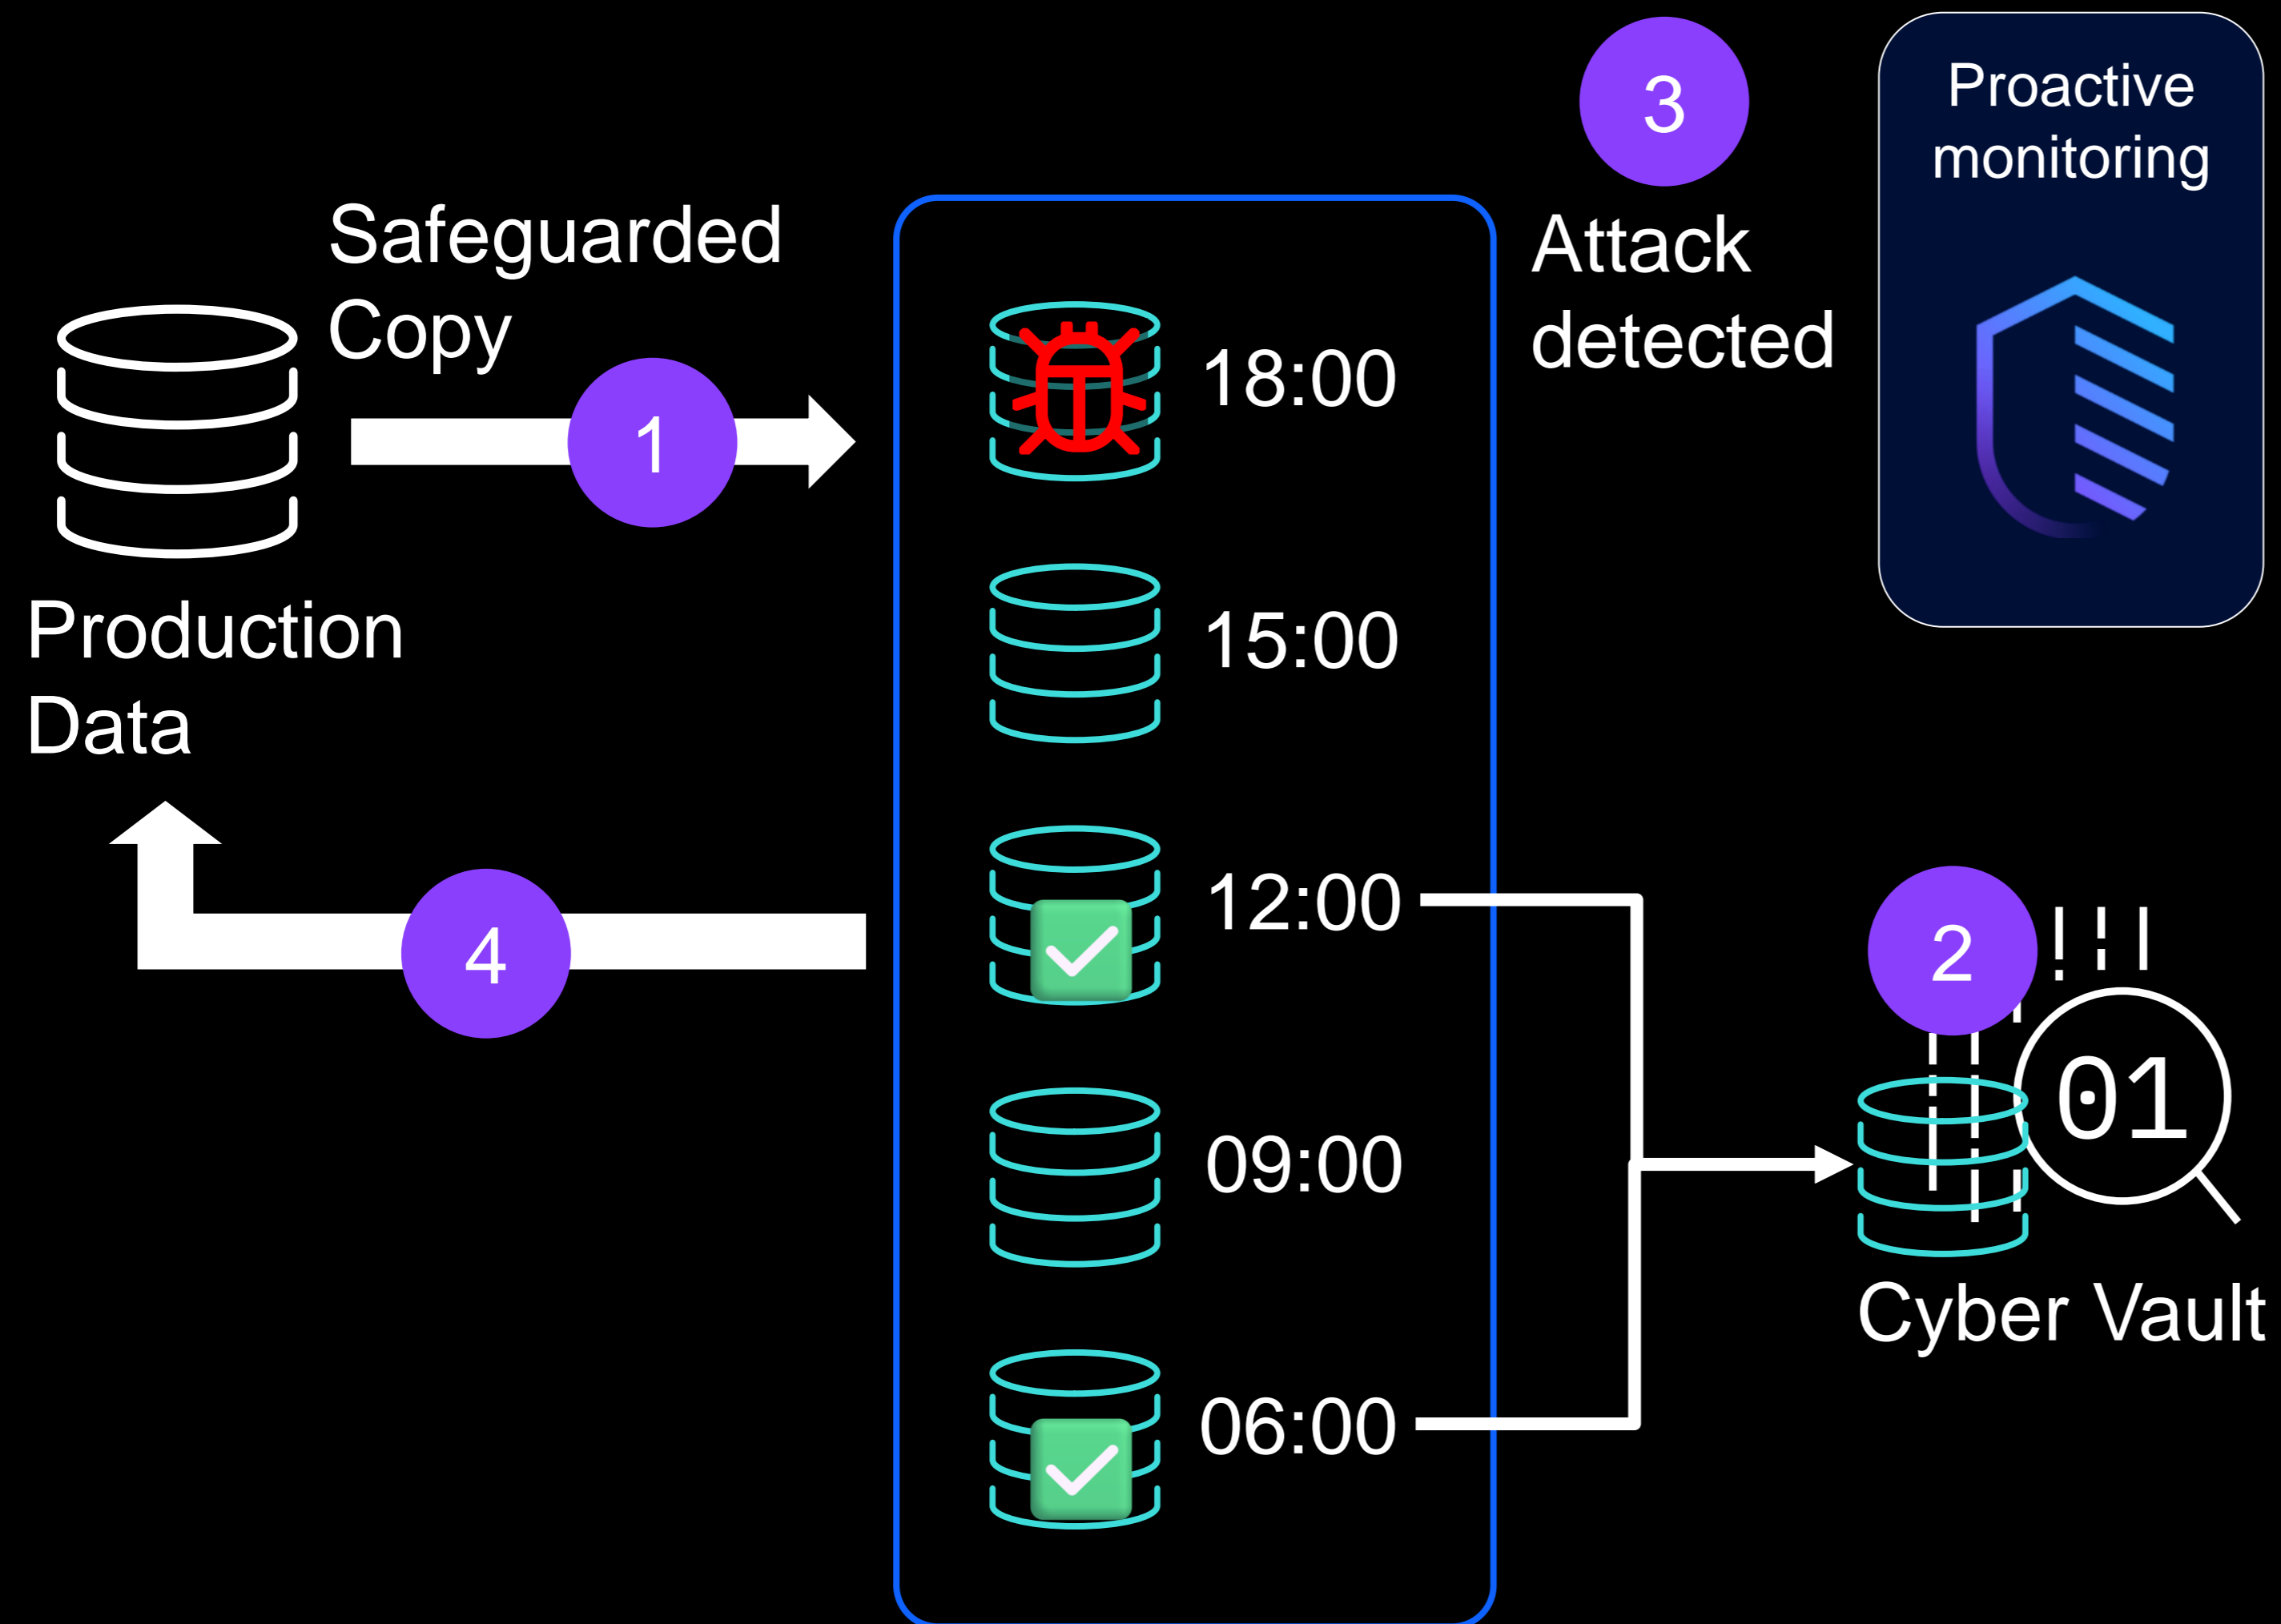 Safeguarded
Copy
1
Production
Data
4
18:00
15:00
12:00
09:00
06:00
3
Attack
detected
Proactive
monitoring
2
01
Cyber Vault